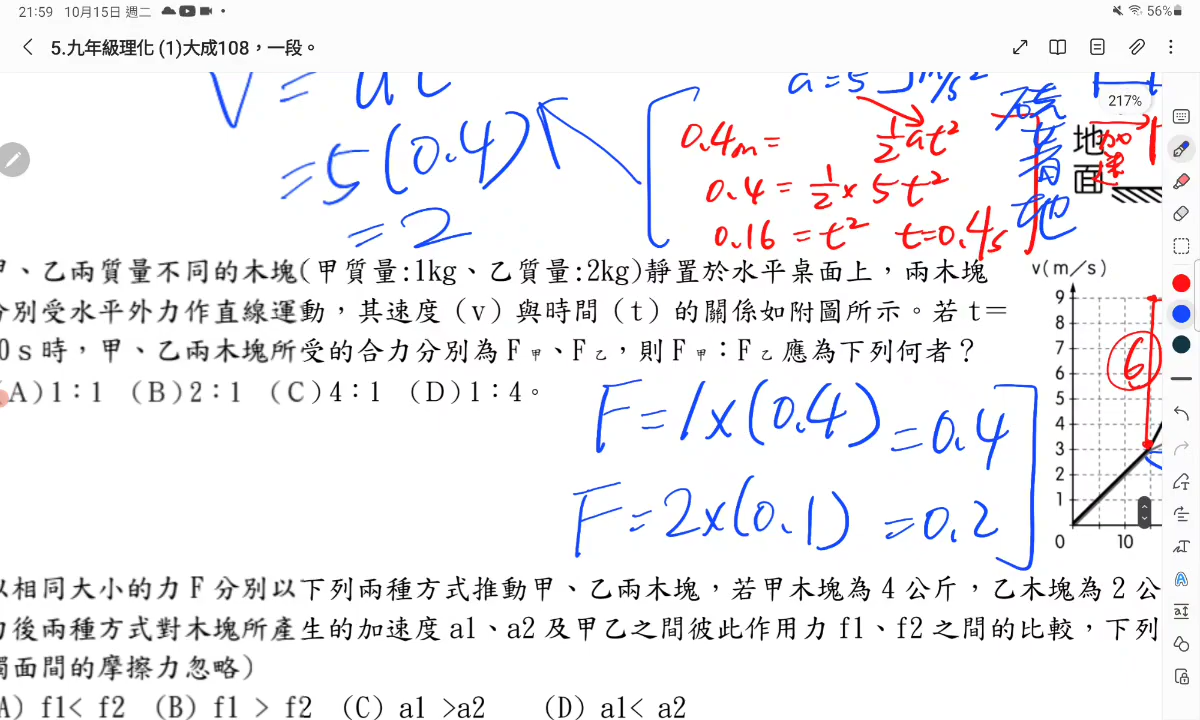 21:59 10月15日 週二 56%
5.九年級理化 (1)大成108，一段。
217%
a=5 m/s²
=5(0.4)
=2
0.4m= ½at²
0.4=½×5t²
0.16=t² t=0.4s
硫
著
地
加
速
地
面
、乙兩質量不同的木塊(甲質量:1kg、乙質量:2kg)靜置於水平桌面上，兩木塊
別受水平外力作直線運動，其速度（v）與時間（t）的關係如附圖所示。若 t＝
0 s 時，甲、乙兩木塊所受的合力分別為 F甲、F乙，則 F甲：F乙 應為下列何者？
A)1：1 (B)2：1 (C)4：1 (D)1：4。
F=1×(0.4)=0.4
F=2×(0.1)=0.2
v(m/s)
9
8
7
6
5
4
3
2
1
0 10
6
相同大小的力 F 分別以下列兩種方式推動甲、乙兩木塊，若甲木塊為 4 公斤，乙木塊為 2 公
後兩種方式對木塊所產生的加速度 a1、a2 及甲乙之間彼此作用力 f1、f2 之間的比較，下列
面間的摩擦力忽略)
A) f1< f2 (B) f1 > f2 (C) a1 >a2 (D) a1< a2